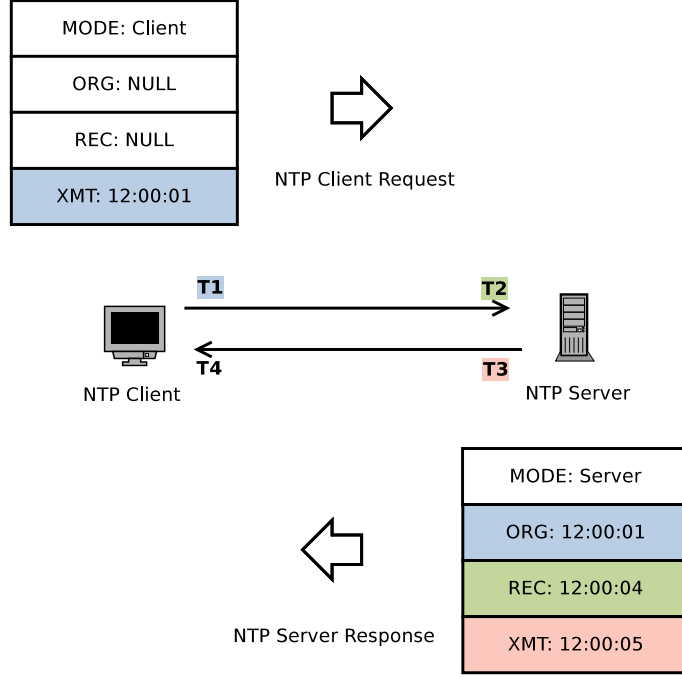 MODE: Client
ORG: NULL
REC: NULL
XMT: 12:00:01
NTP Client Request
T1
T2
T4
T3
NTP Client
NTP Server
MODE: Server
ORG: 12:00:01
REC: 12:00:04
XMT: 12:00:05
NTP Server Response